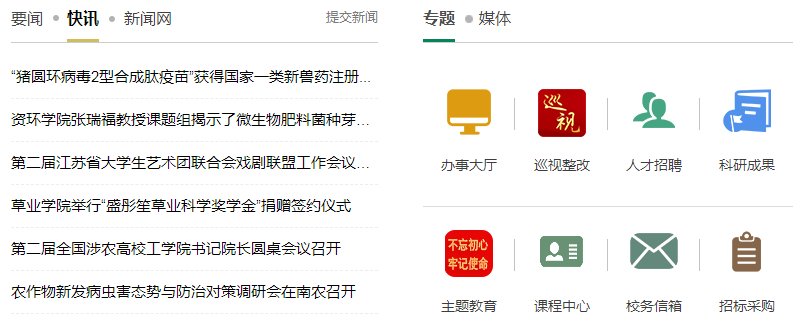 要闻 快讯 新闻网 提交新闻
“猪圆环病毒2型合成肽疫苗”获得国家一类新兽药注册...
资环学院张瑞福教授课题组揭示了微生物肥料菌种芽...
第二届江苏省大学生艺术团联合会戏剧联盟工作会议...
草业学院举行“盛彤笙草业科学奖学金”捐赠签约仪式
第二届全国涉农高校工学院书记院长圆桌会议召开
农作物新发病虫害态势与防治对策调研会在南农召开
专题 媒体
巡视
办事大厅 巡视整改 人才招聘 科研成果
不忘初心
牢记使命
主题教育 课程中心 校务信箱 招标采购